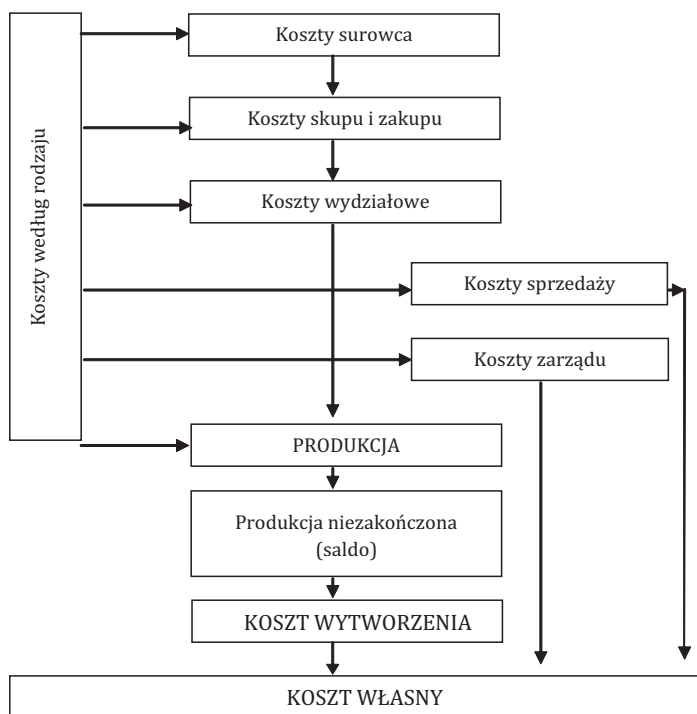 Koszty według rodzaju
Koszty surowca
Koszty skupu i zakupu
Koszty wydziałowe
Koszty sprzedaży
Koszty zarządu
PRODUKCJA
Produkcja niezakończona
(saldo)
KOSZT WYTWORZENIA
KOSZT WŁASNY